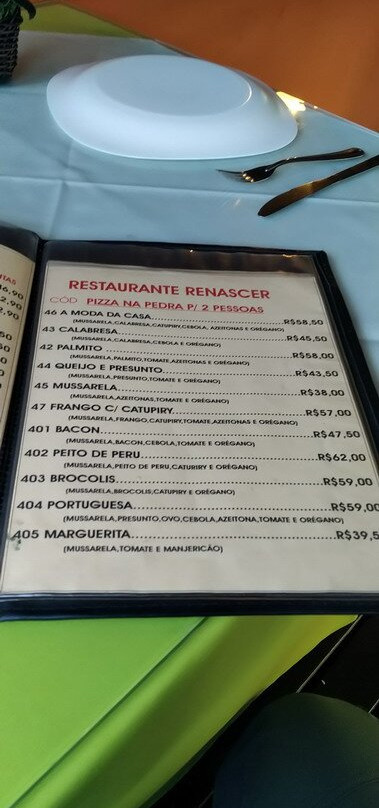 RESTAURANTE RENASCER
CÓD PIZZA NA PEDRA P/ 2 PESSOAS
46 A MODA DA CASA..........R$58,50
(MUSSARELA,CALABRESA,CATUPIRY,CEBOLA, AZEITONAS E ORÉGANO)
43 CALABRESA..........R$45,50
(MUSSARELA,CALABRESA,CEBOLA E ORÉGANO)
42 PALMITO ..........R$58,00
(MUSSARELA,PALMITO,TOMATE,AZEITONAS E ORÉGANO)
44 QUEIJO E PRESUNTO..........R$43,50
(MUSSARELA,PRESUNTO,TOMATE E ORÉGANO)
45 MUSSARELA..........R$38,00
(MUSSARELA,AZEITONAS,TOMATE E ORÉGANO)
47 FRANGO C/ CATUPIRY..........R$57,00
(MUSSARELA,FRANGO,CATUPIRY,TOMATE,AZEITONAS E ORÉGANO)
401 BACON..........R$47,50
(MUSSARELA,BACON,CEBOLA,TOMATE E ORÉGANO)
402 PEITO DE PERU..........R$62,00
(MUSSARELA,PEITO DE PERU,CATURIRY E ORÉGANO)
403 BROCOLIS..........R$59,00
(MUSSARELA,BROCOLIS,CATUPIRY E ORÉGANO)
404 PORTUGUESA..........R$59,00
(MUSSARELA,PRESUNTO,OVO,CEBOLA,AZEITONA,TOMATE E ORÉGANO)
405 MARGUERITA..........R$39,5
(MUSSARELA,TOMATE E MANJERICÃO)